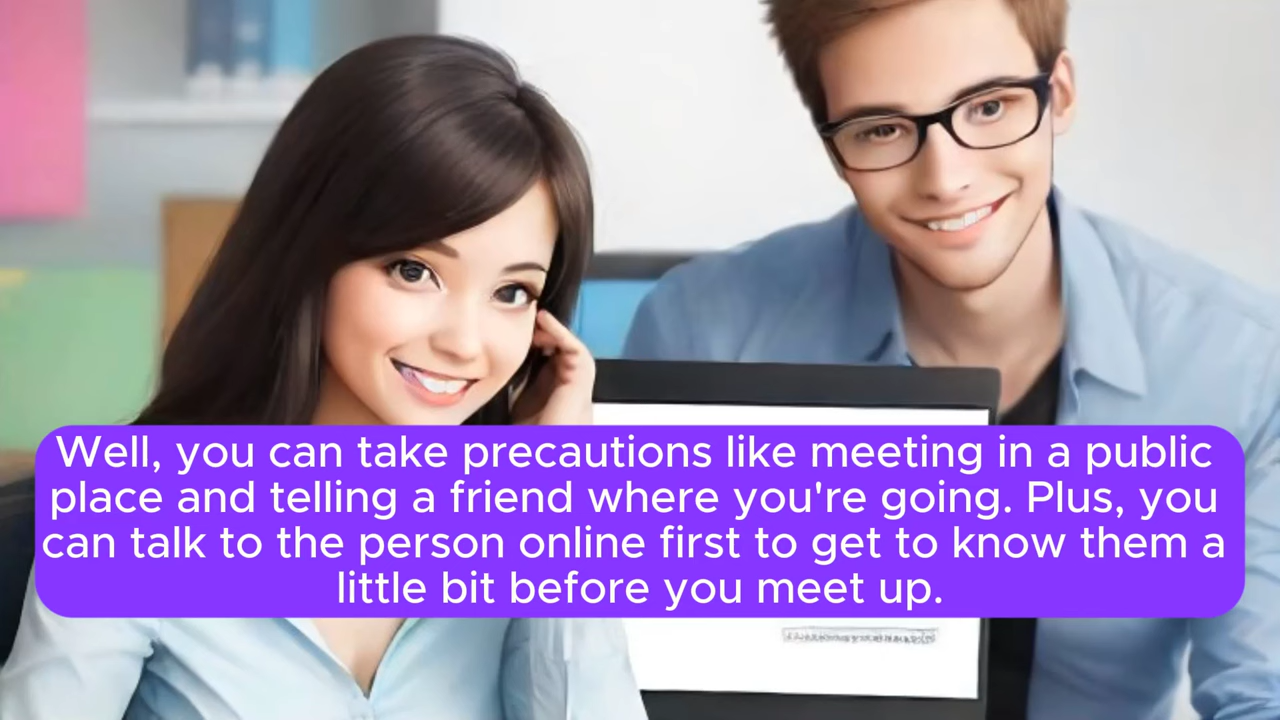 Well, you can take precautions like meeting in a public
place and telling a friend where you're going. Plus, you
can talk to the person online first to get to know them a
little bit before you meet up.